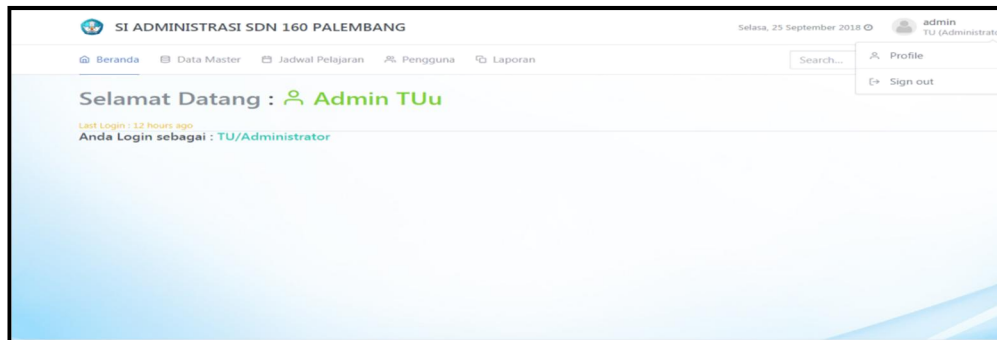 SI ADMINISTRASI SDN 160 PALEMBANG
Selasa, 25 September 2018
admin
TU (Administrato
Beranda Data Master Jadwal Pelajaran Pengguna Laporan
Search...
Profile
Sign out
Selamat Datang : Admin TUu
Last Login : 12 hours ago
Anda Login sebagai : TU/Administrator